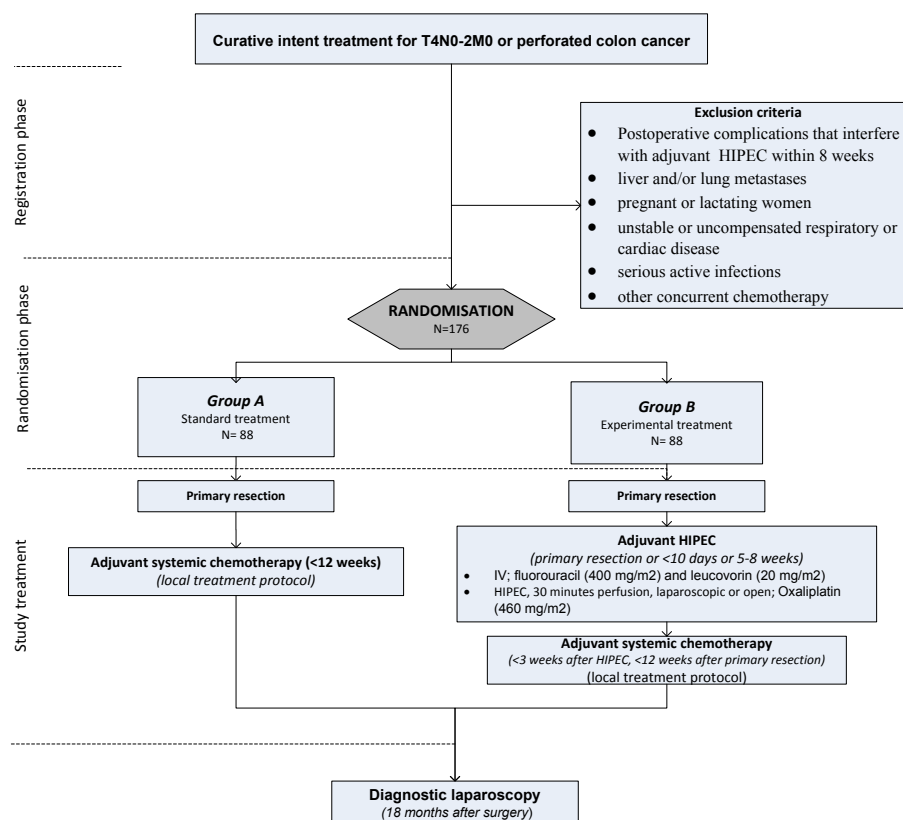 Curative intent treatment for T4N0-2M0 or perforated colon cancer
Registration phase
Exclusion criteria
● Postoperative complications that interfere
with adjuvant HIPEC within 8 weeks
● liver and/or lung metastases
● pregnant or lactating women
● unstable or uncompensated respiratory or
cardiac disease
● serious active infections
● other concurrent chemotherapy
Randomisation phase
RANDOMISATION
N=176
Group A
Standard treatment
N= 88
Group B
Experimental treatment
N= 88
Study treatment
Primary resection
Primary resection
Adjuvant systemic chemotherapy (<12 weeks)
(local treatment protocol)
Adjuvant HIPEC
(primary resection or <10 days or 5-8 weeks)
● IV; fluorouracil (400 mg/m2) and leucovorin (20 mg/m2)
● HIPEC, 30 minutes perfusion, laparoscopic or open; Oxaliplatin
(460 mg/m2)
Adjuvant systemic chemotherapy
(<3 weeks after HIPEC, <12 weeks after primary resection)
(local treatment protocol)
Diagnostic laparoscopy
(18 months after surgery)